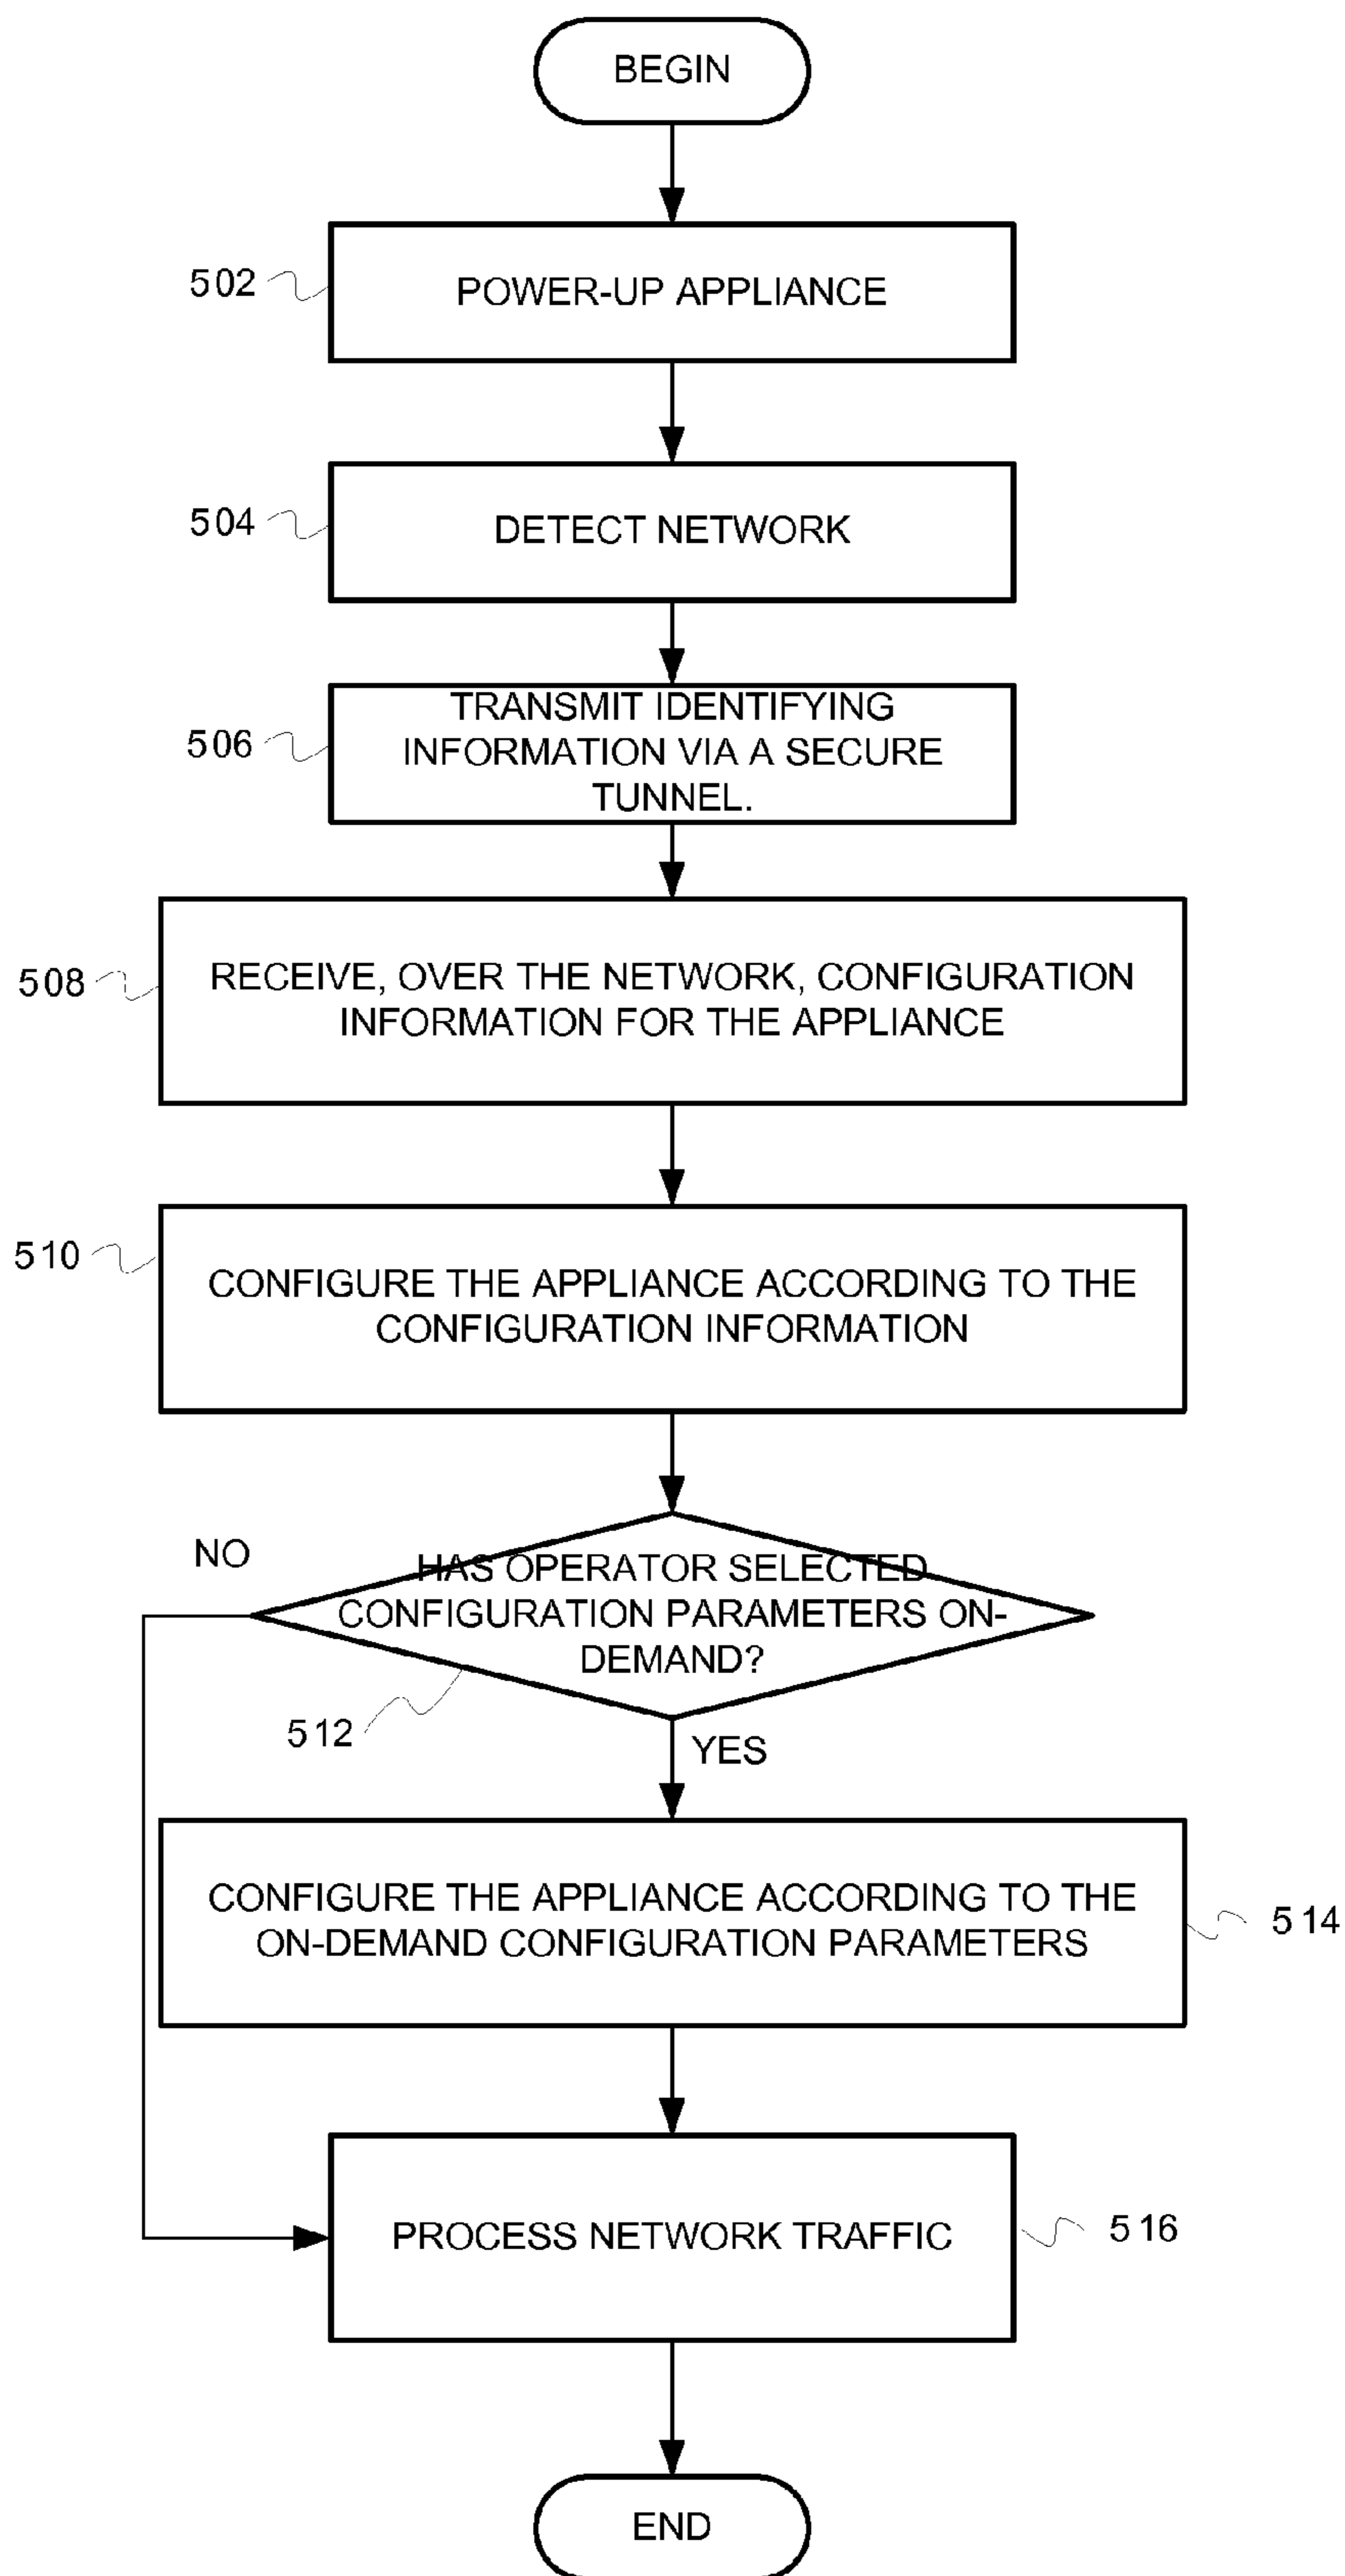 BEGIN
502
POWER-UP APPLIANCE
504
DETECT NETWORK
506
TRANSMIT IDENTIFYING
INFORMATION VIA A SECURE
TUNNEL.
508
RECEIVE, OVER THE NETWORK, CONFIGURATION
INFORMATION FOR THE APPLIANCE
510
CONFIGURE THE APPLIANCE ACCORDING TO THE
CONFIGURATION INFORMATION
NO
HAS OPERATOR SELECTED
CONFIGURATION PARAMETERS ON-
DEMAND?
512
YES
CONFIGURE THE APPLIANCE ACCORDING TO THE
ON-DEMAND CONFIGURATION PARAMETERS
514
PROCESS NETWORK TRAFFIC
516
END